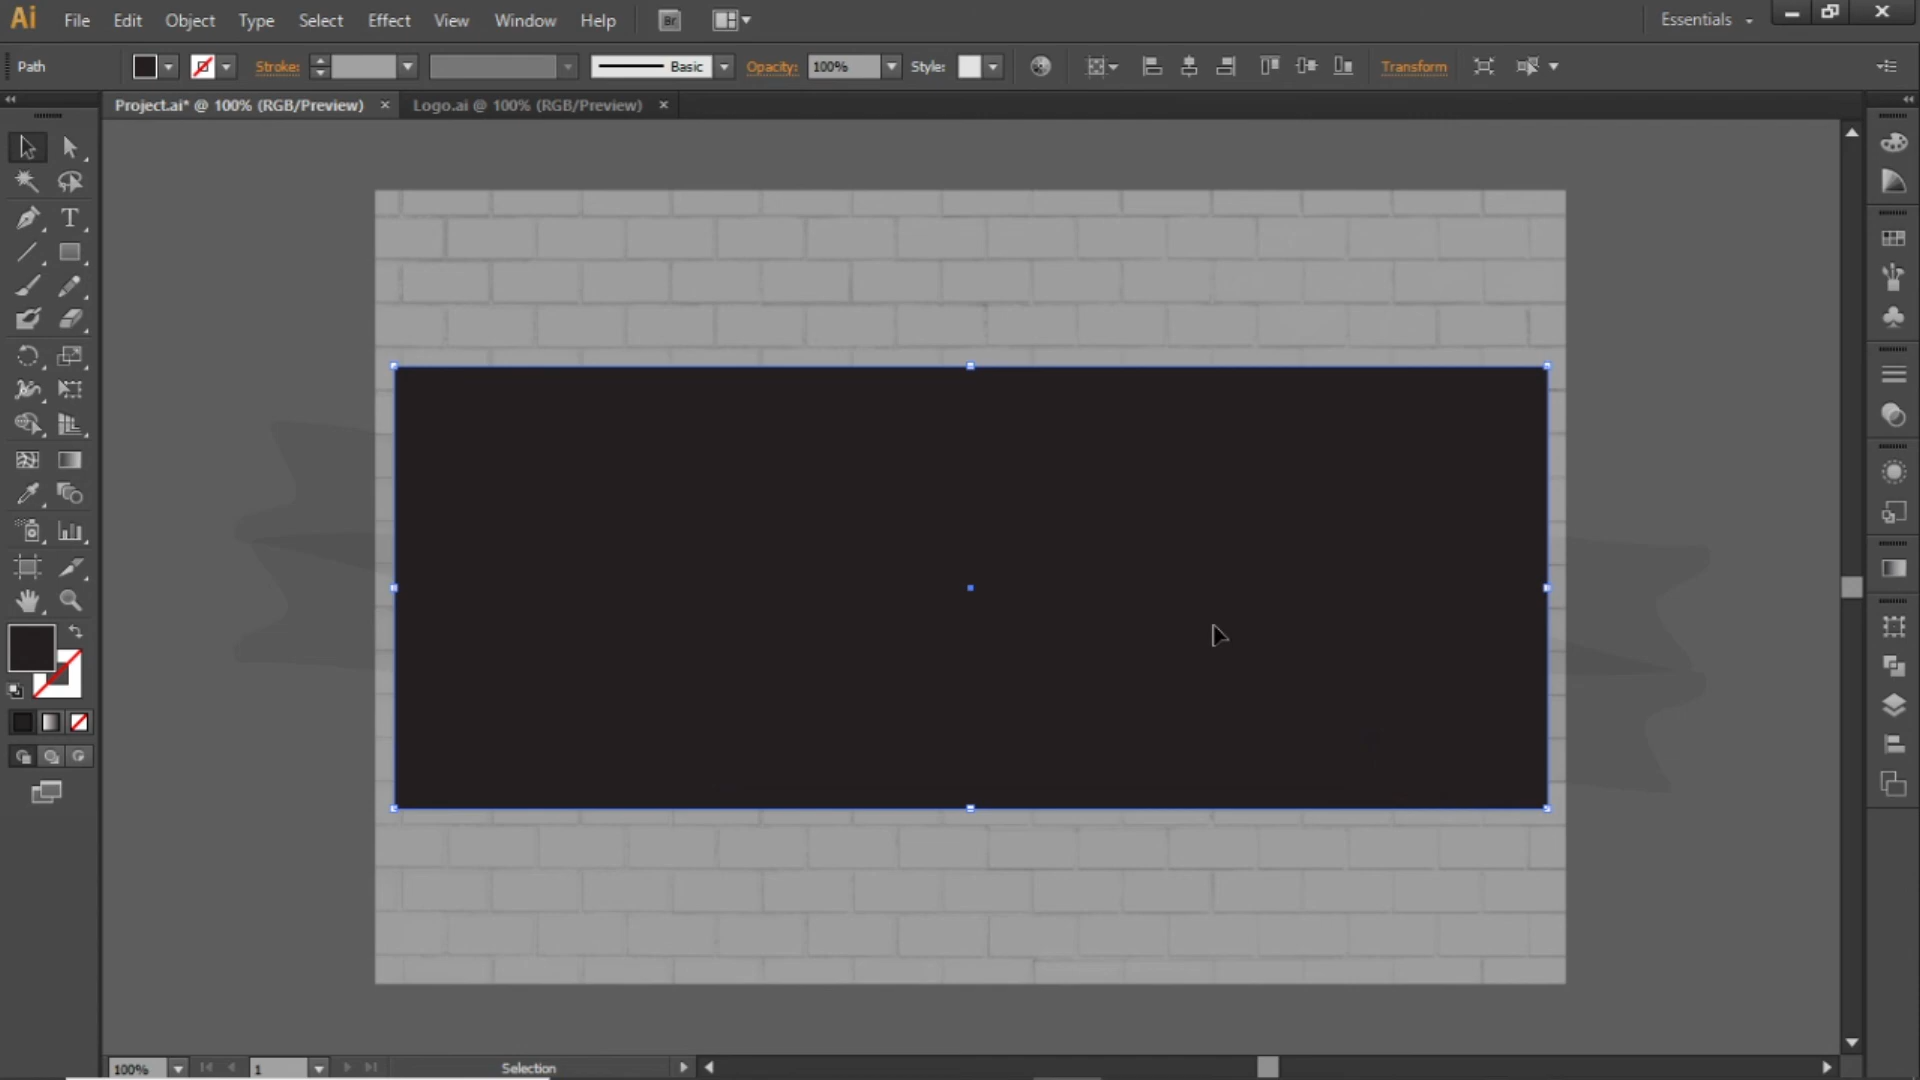 Ai File Edit Object Type Select Effect View Window Help Br Essentials
Path Stroke: Basic Opacity: 100% Style: Transform
Project.ai* @ 100% (RGB/Preview) × Logo.ai @ 100% (RGB/Preview) ×
T
100% 1 Selection